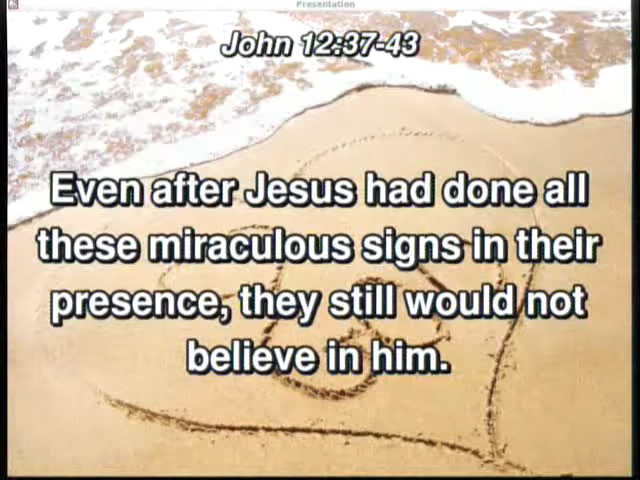 Presentation
John 12:37-43
Even after Jesus had done all
these miraculous signs in their
presence, they still would not
believe in him.